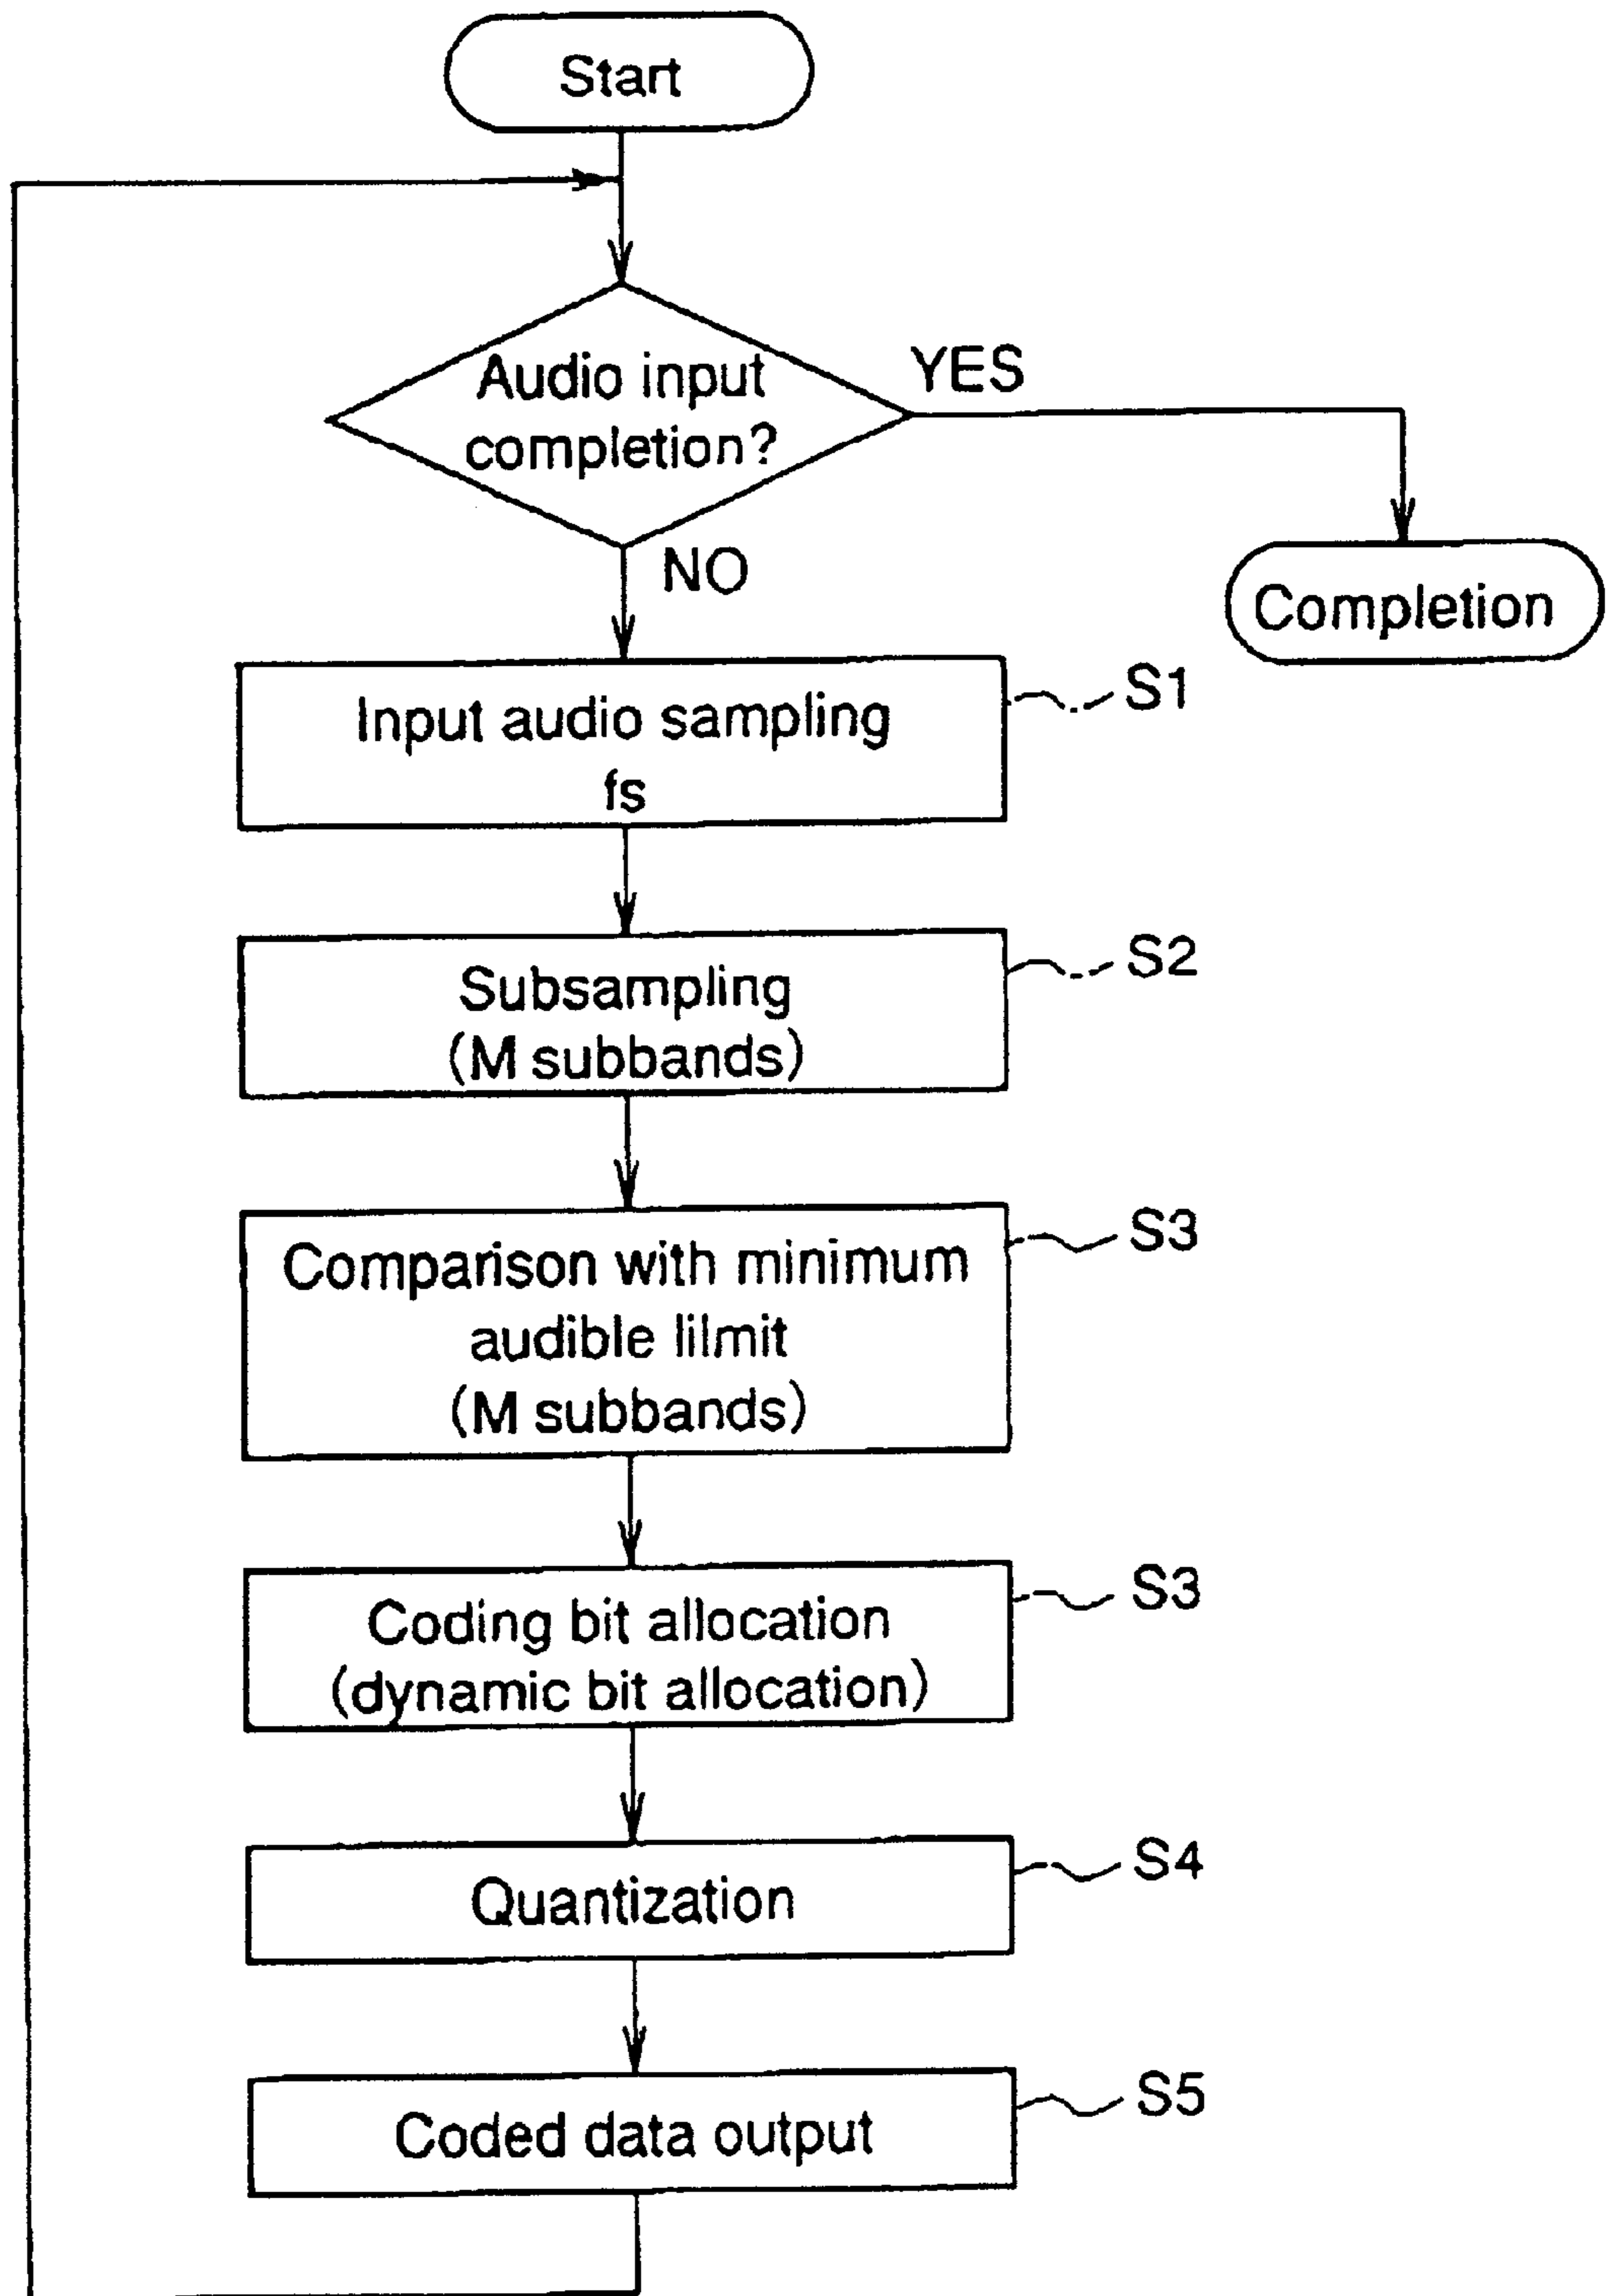 Start
Audio input
completion?
YES
NO
Completion
Input audio sampling
fs
S1
Subsampling
(M subbands)
S2
Comparison with minimum
audible lilmit
(M subbands)
S3
Coding bit allocation
(dynamic bit allocation)
S3
Quantization
S4
Coded data output
S5